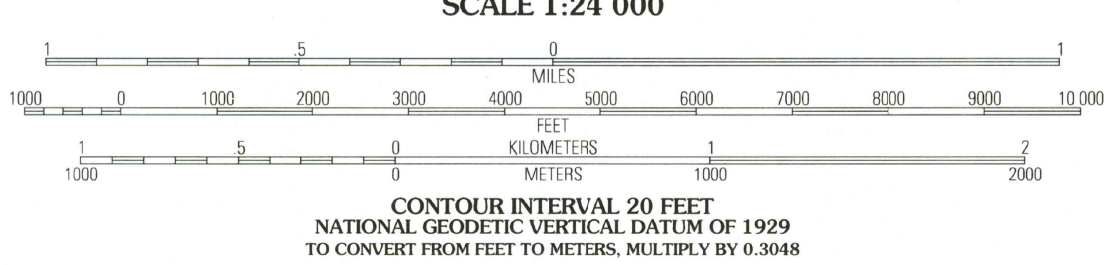 SCALE 1:24 000
1 .5 0 1
MILES
1000 0 1000 2000 3000 4000 5000 6000 7000 8000 9000 10 000
FEET
1 .5 0 KILOMETERS 1 2
1000 0 METERS 1000 2000
CONTOUR INTERVAL 20 FEET
NATIONAL GEODETIC VERTICAL DATUM OF 1929
TO CONVERT FROM FEET TO METERS, MULTIPLY BY 0.3048